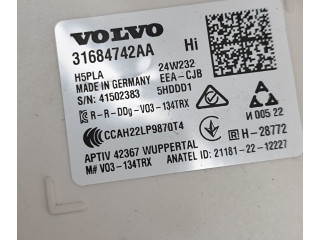 VOLVO
31684742AA Hi
H5PLA 24W232
MADE IN GERMANY EEA-CJB
S/N: 41502383 5HDDD1
R-R-DDg-V03-134TRX
И005 22
CCAH22LP9870T4 R H-28772
APTIV 42367 WUPPERTAL ANATEL ID: 21181-22-12227
M# V03-134TRX